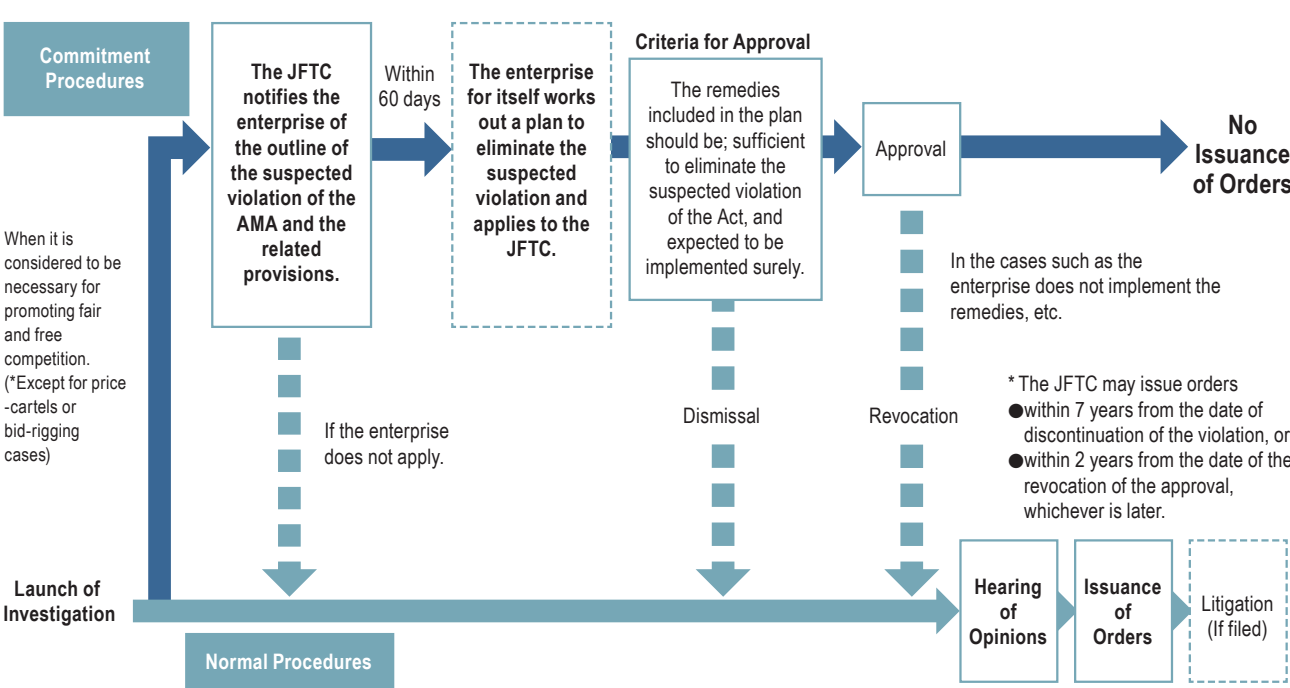 Commitment
Procedures
The JFTC
notifies the
enterprise of
the outline of
the suspected
violation of the
AMA and the
related
provisions.
Within
60 days
The enterprise
for itself works
out a plan to
eliminate the
suspected
violation and
applies to the
JFTC.
Criteria for Approval
The remedies
included in the plan
should be; sufficient
to eliminate the
suspected violation
of the Act, and
expected to be
implemented surely.
Approval
No
Issuance
of Orders
When it is
considered to be
necessary for
promoting fair
and free
competition.
(*Except for price
-cartels or
bid-rigging
cases)
If the enterprise
does not apply.
Dismissal
Revocation
In the cases such as the
enterprise does not implement the
remedies, etc.
* The JFTC may issue orders
●within 7 years from the date of
discontinuation of the violation, or
●within 2 years from the date of the
revocation of the approval,
whichever is later.
Launch of
Investigation
Normal Procedures
Hearing
of
Opinions
Issuance
of
Orders
Litigation
(If filed)